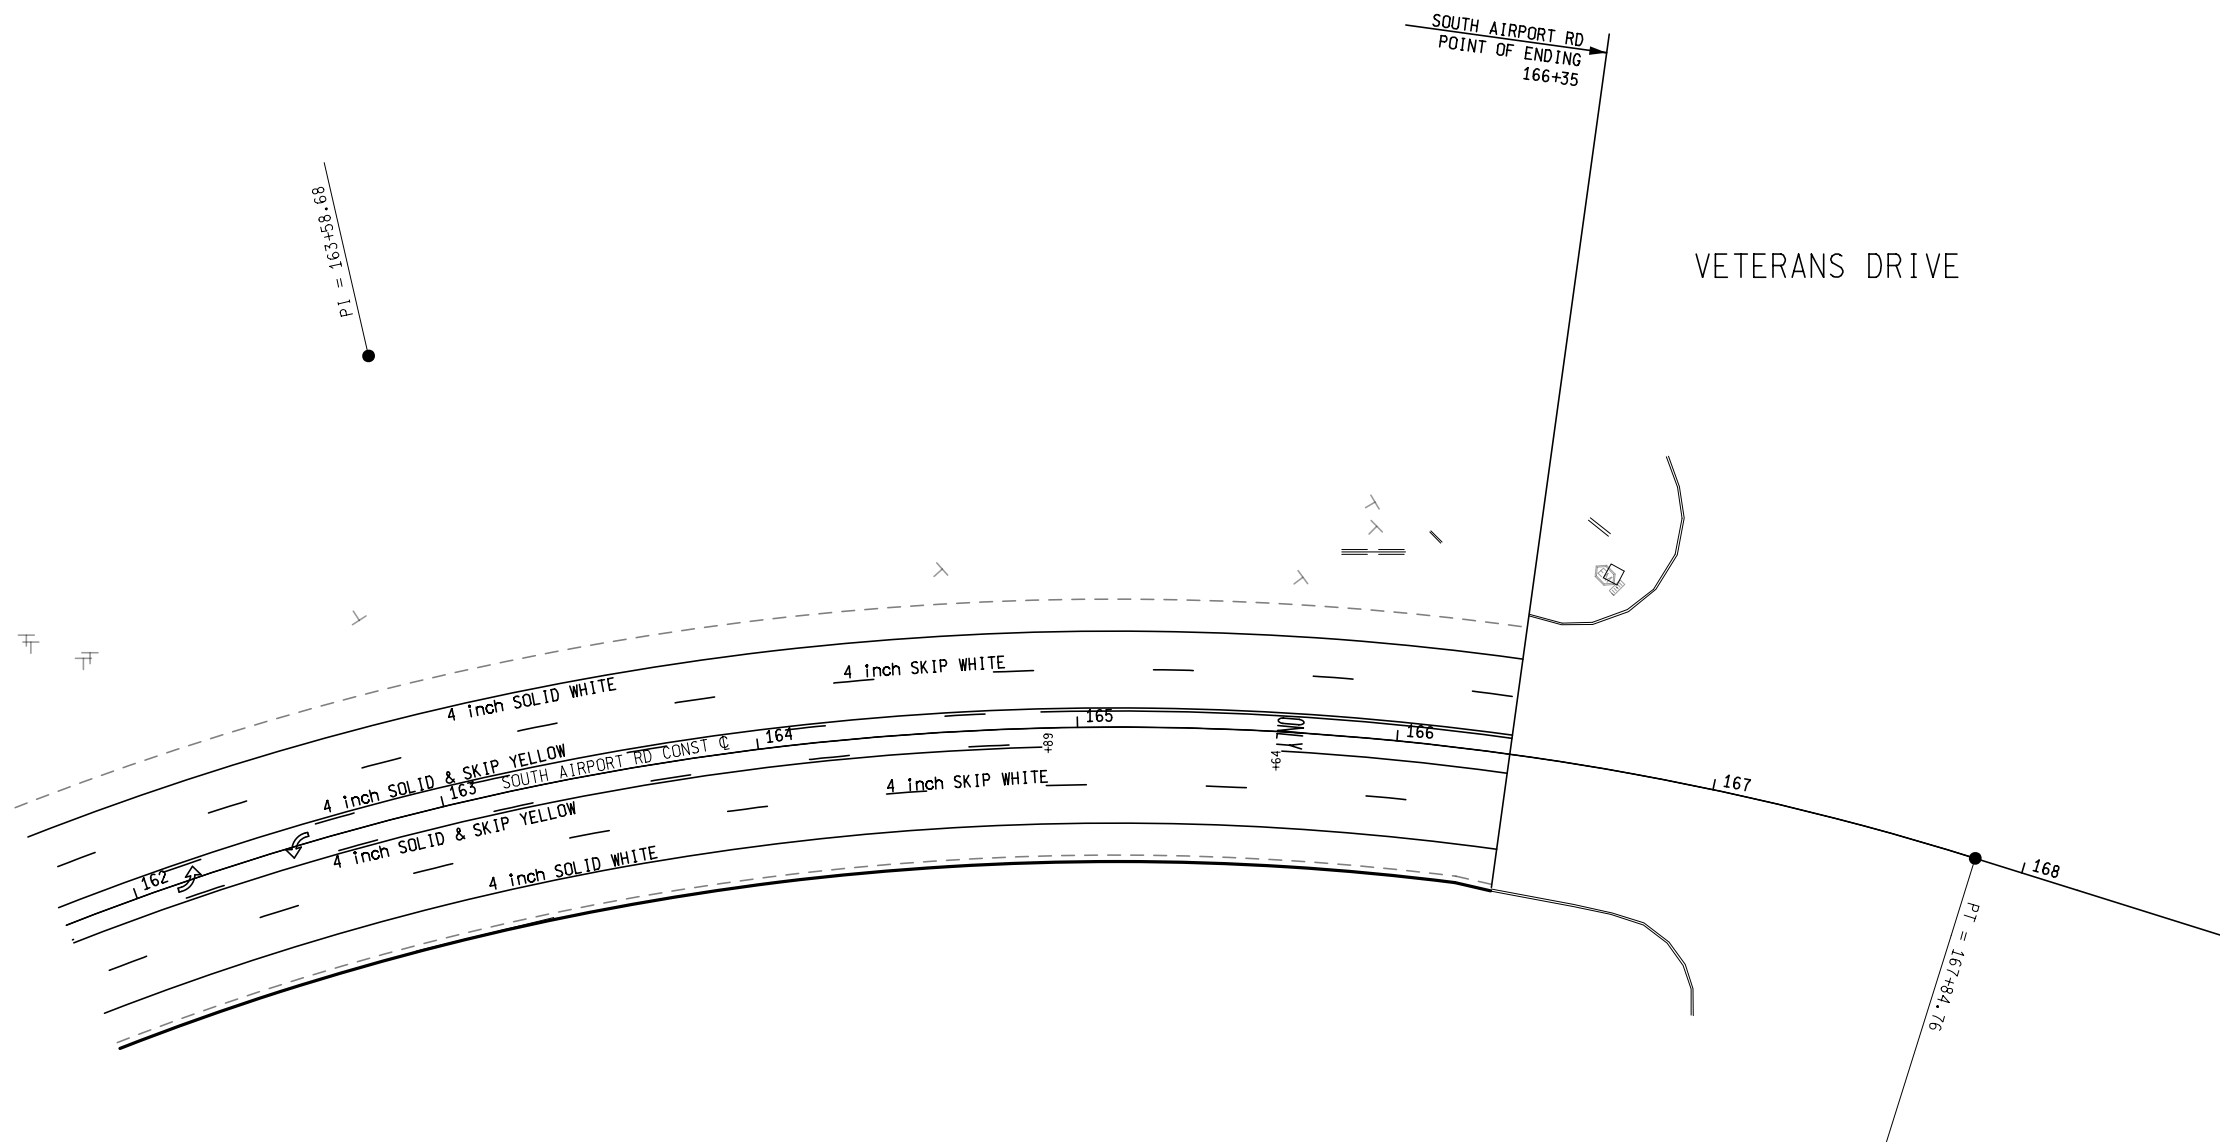 SOUTH AIRPORT RD
POINT OF ENDING
166+35
PI = 163+58.68
VETERANS DRIVE
4 inch SKIP WHITE
4 inch SOLID WHITE
165
ONLY
166
164
+89
+64
4 inch SOLID & SKIP YELLOW
SOUTH AIRPORT RD CONST ℄
163
4 inch SKIP WHITE
167
4 inch SOLID & SKIP YELLOW
4 inch SOLID WHITE
162
168
PT = 167+84.76